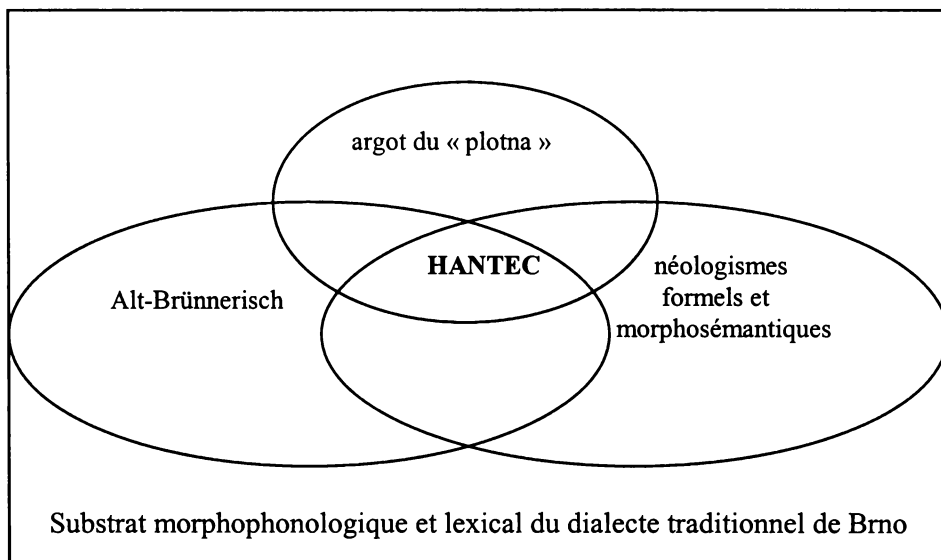 argot du « plotna »
HANTEC
Alt-Brünnerisch
néologismes
formels et
morphosémantiques
Substrat morphophonologique et lexical du dialecte traditionnel de Brno